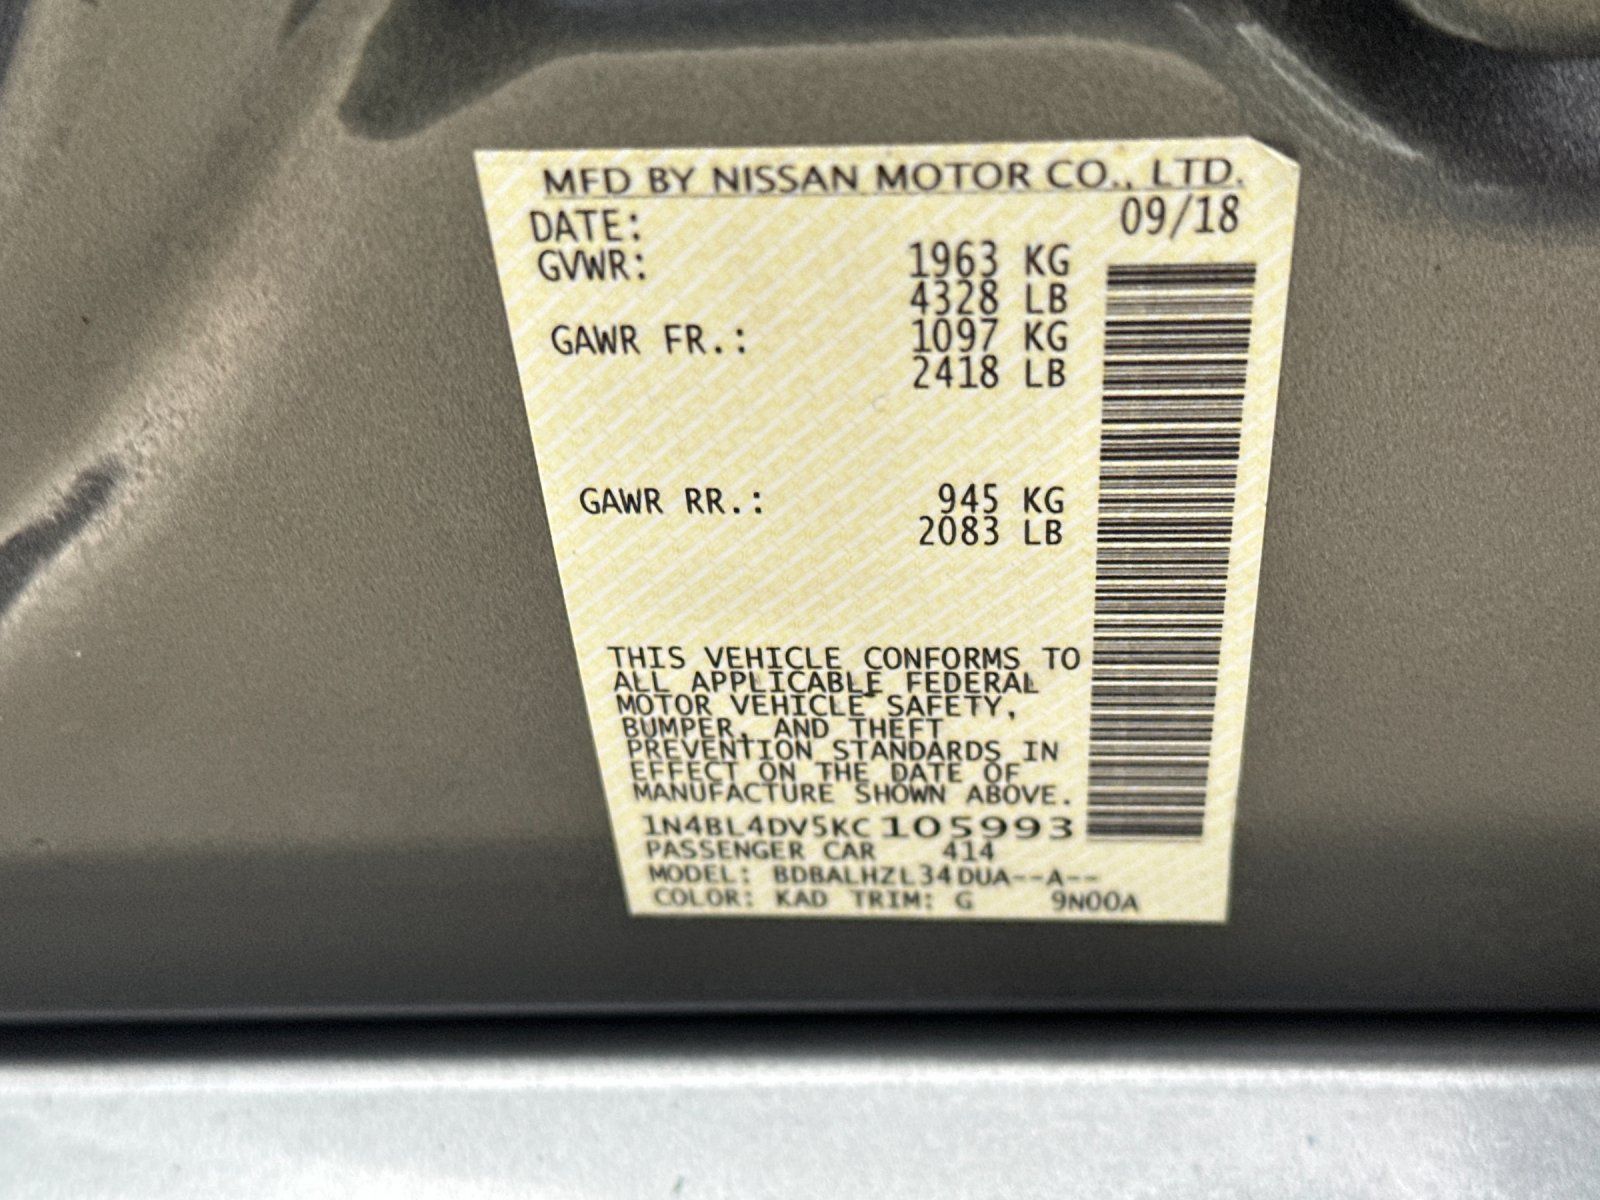 MFD BY NISSAN MOTOR CO., LTD.
DATE: 09/18
GVWR: 1963 KG
4328 LB
GAWR FR.: 1097 KG
2418 LB
GAWR RR.: 945 KG
2083 LB
THIS VEHICLE CONFORMS TO
ALL APPLICABLE FEDERAL
MOTOR VEHICLE SAFETY,
BUMPER, AND THEFT
PREVENTION STANDARDS IN
EFFECT ON THE DATE OF
MANUFACTURE SHOWN ABOVE.
1N4BL4DV5KC105993
PASSENGER CAR 414
MODEL: BDBALHZL34DUA--A--
COLOR: KAD TRIM: G 9N00A